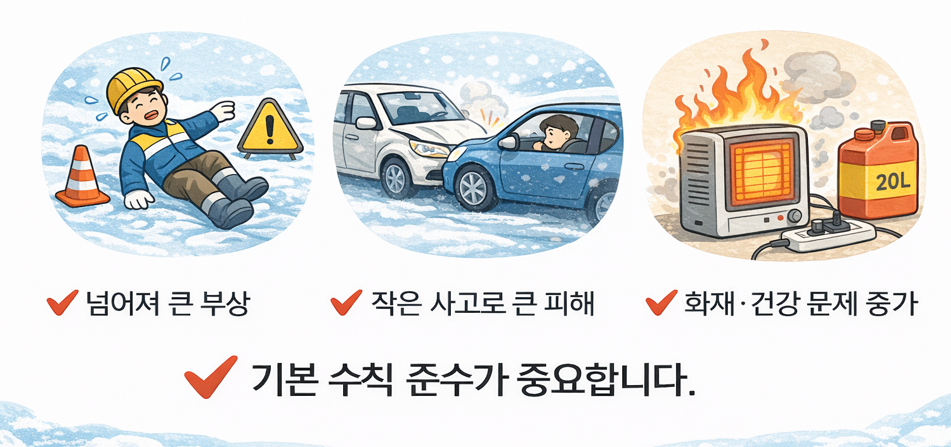 20L
✓ 넘어져 큰 부상
✓ 작은 사고로 큰 피해
✓ 화재·건강 문제 중가
✓ 기본 수칙 준수가 중요합니다.